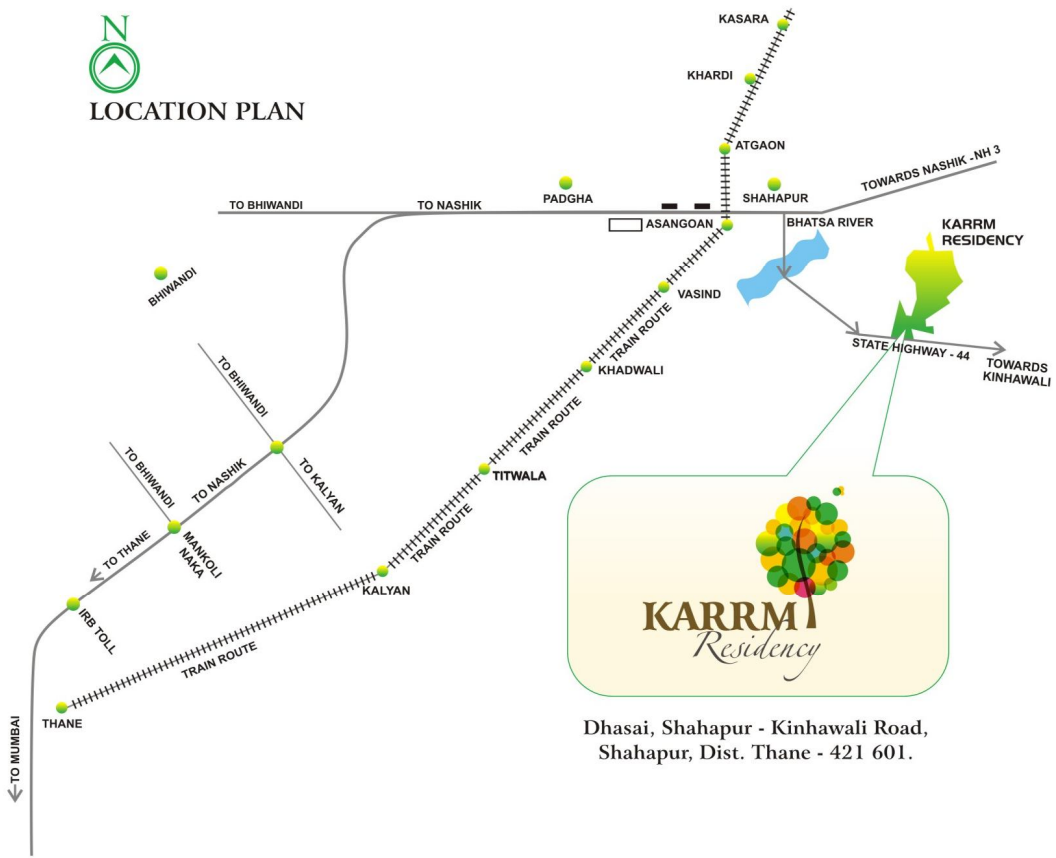 N
LOCATION PLAN
KASARA
KHARDI
ATGAON
TOWARDS NASHIK -NH 3
PADGHA
SHAHAPUR
TO BHIWANDI
TO NASHIK
ASANGOAN
BHATSA RIVER
KARRM
RESIDENCY
BHIWANDI
VASIND
TRAIN ROUTE
STATE HIGHWAY - 44
TOWARDS
KINHAWALI
TO BHIWANDI
KHADWALI
TRAIN ROUTE
TO BHIWANDI
TO NASHIK
TO KALYAN
TITWALA
TRAIN ROUTE
TO THANE
MANKOLI
NAKA
KALYAN
IRB TOLL
TRAIN ROUTE
THANE
TO MUMBAI
KARRM
Residency
Dhasai, Shahapur - Kinhawali Road,
Shahapur, Dist. Thane - 421 601.